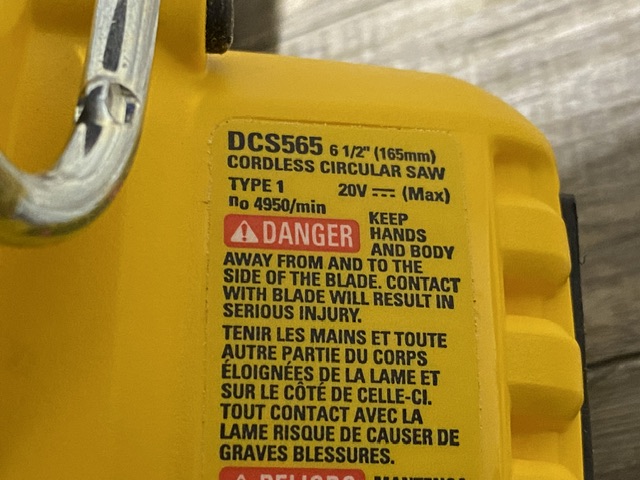 DCS565 6 1/2" (165mm)
CORDLESS CIRCULAR SAW
TYPE 1 20V ⎓ (Max)
no 4950/min
DANGER KEEP
HANDS
AND BODY
AWAY FROM AND TO THE
SIDE OF THE BLADE. CONTACT
WITH BLADE WILL RESULT IN
SERIOUS INJURY.
TENIR LES MAINS ET TOUTE
AUTRE PARTIE DU CORPS
ÉLOIGNÉES DE LA LAME ET
SUR LE CÔTÉ DE CELLE-CI.
TOUT CONTACT AVEC LA
LAME RISQUE DE CAUSER DE
GRAVES BLESSURES.